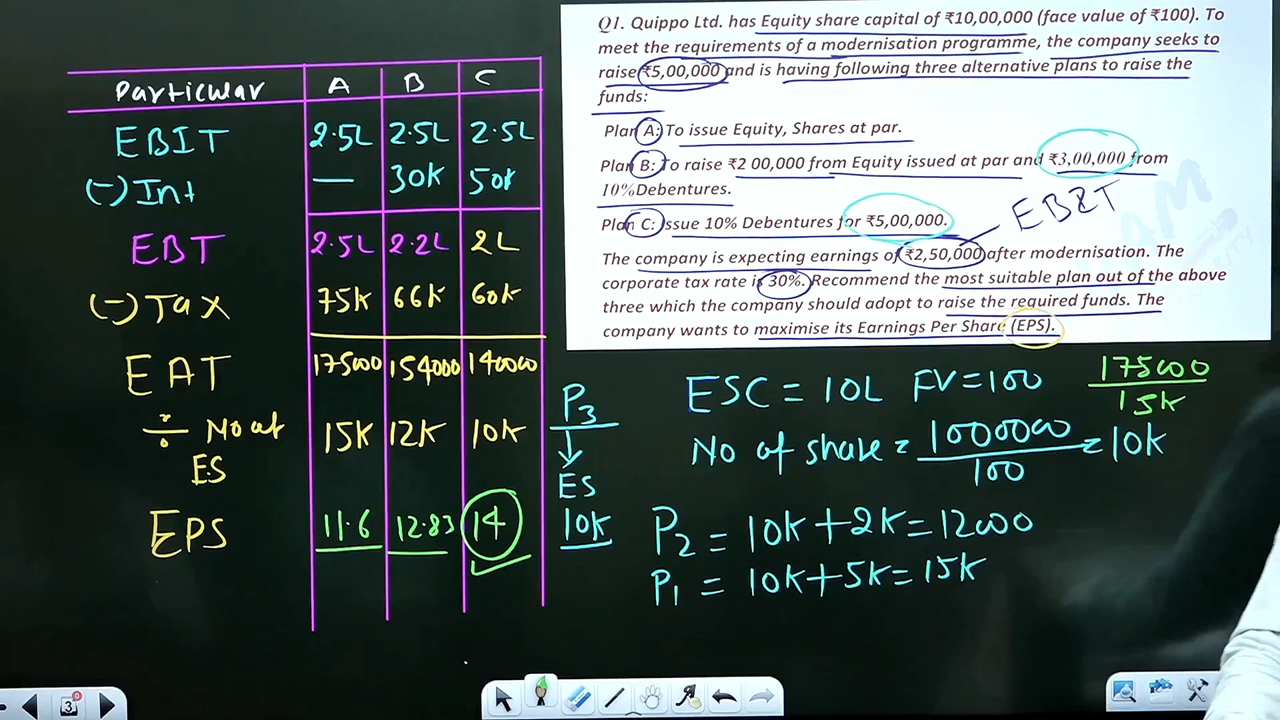 Q1. Quippo Ltd. has Equity share capital of ₹10,00,000 (face value of ₹100). To
meet the requirements of a modernisation programme, the company seeks to
raise ₹5,00,000 and is having following three alternative plans to raise the
funds:
Plan A: To issue Equity, Shares at par.
Plan B: To raise ₹2 00,000 from Equity issued at par and ₹3,00,000 from
10%Debentures.
Plan C: Issue 10% Debentures for ₹5,00,000.
The company is expecting earnings of ₹2,50,000 after modernisation. The
corporate tax rate is 30%. Recommend the most suitable plan out of the above
three which the company should adopt to raise the required funds. The
company wants to maximise its Earnings Per Share (EPS).
EBIT
Particular A B C
EBIT 2.5L 2.5L 2.5L
(-) Int — 30K 50K
EBT 2.5L 2.2L 2L
(-) Tax 75K 66K 60K
EAT 175000 154000 140000
÷ No of ES 15K 12K 10K
EPS 11.6 12.83 14
P3
↓
ES
10K
ESC = 10L FV = 100
175000
15K
No of share = 1000000 = 10K
100
P2 = 10K + 2K = 12000
P1 = 10K + 5K = 15K
3